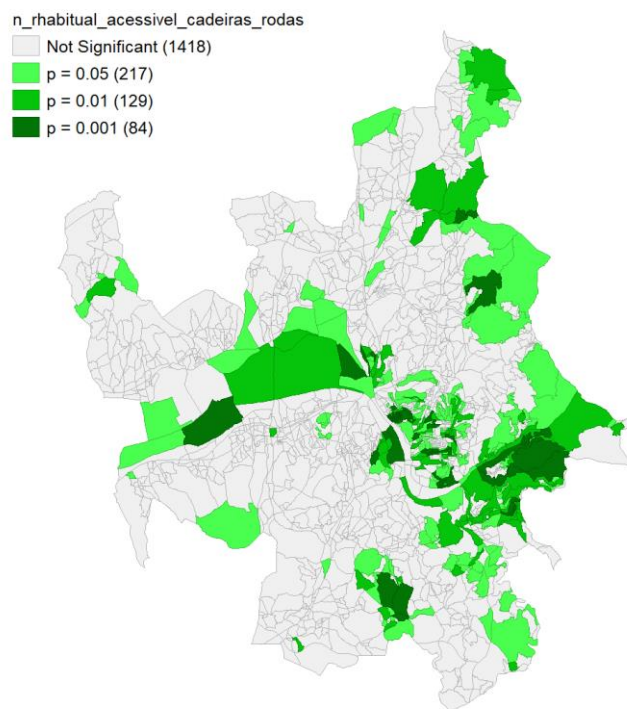 n_rhabitual_acessivel_cadeiras_rodas
Not Significant (1418)
p = 0.05 (217)
p = 0.01 (129)
p = 0.001 (84)